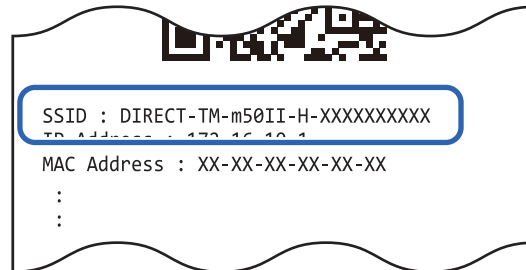 SSID : DIRECT-TM-m50II-H-XXXXXXXXXX
IP Address : 172.16.10.1
MAC Address : XX-XX-XX-XX-XX-XX
:
: